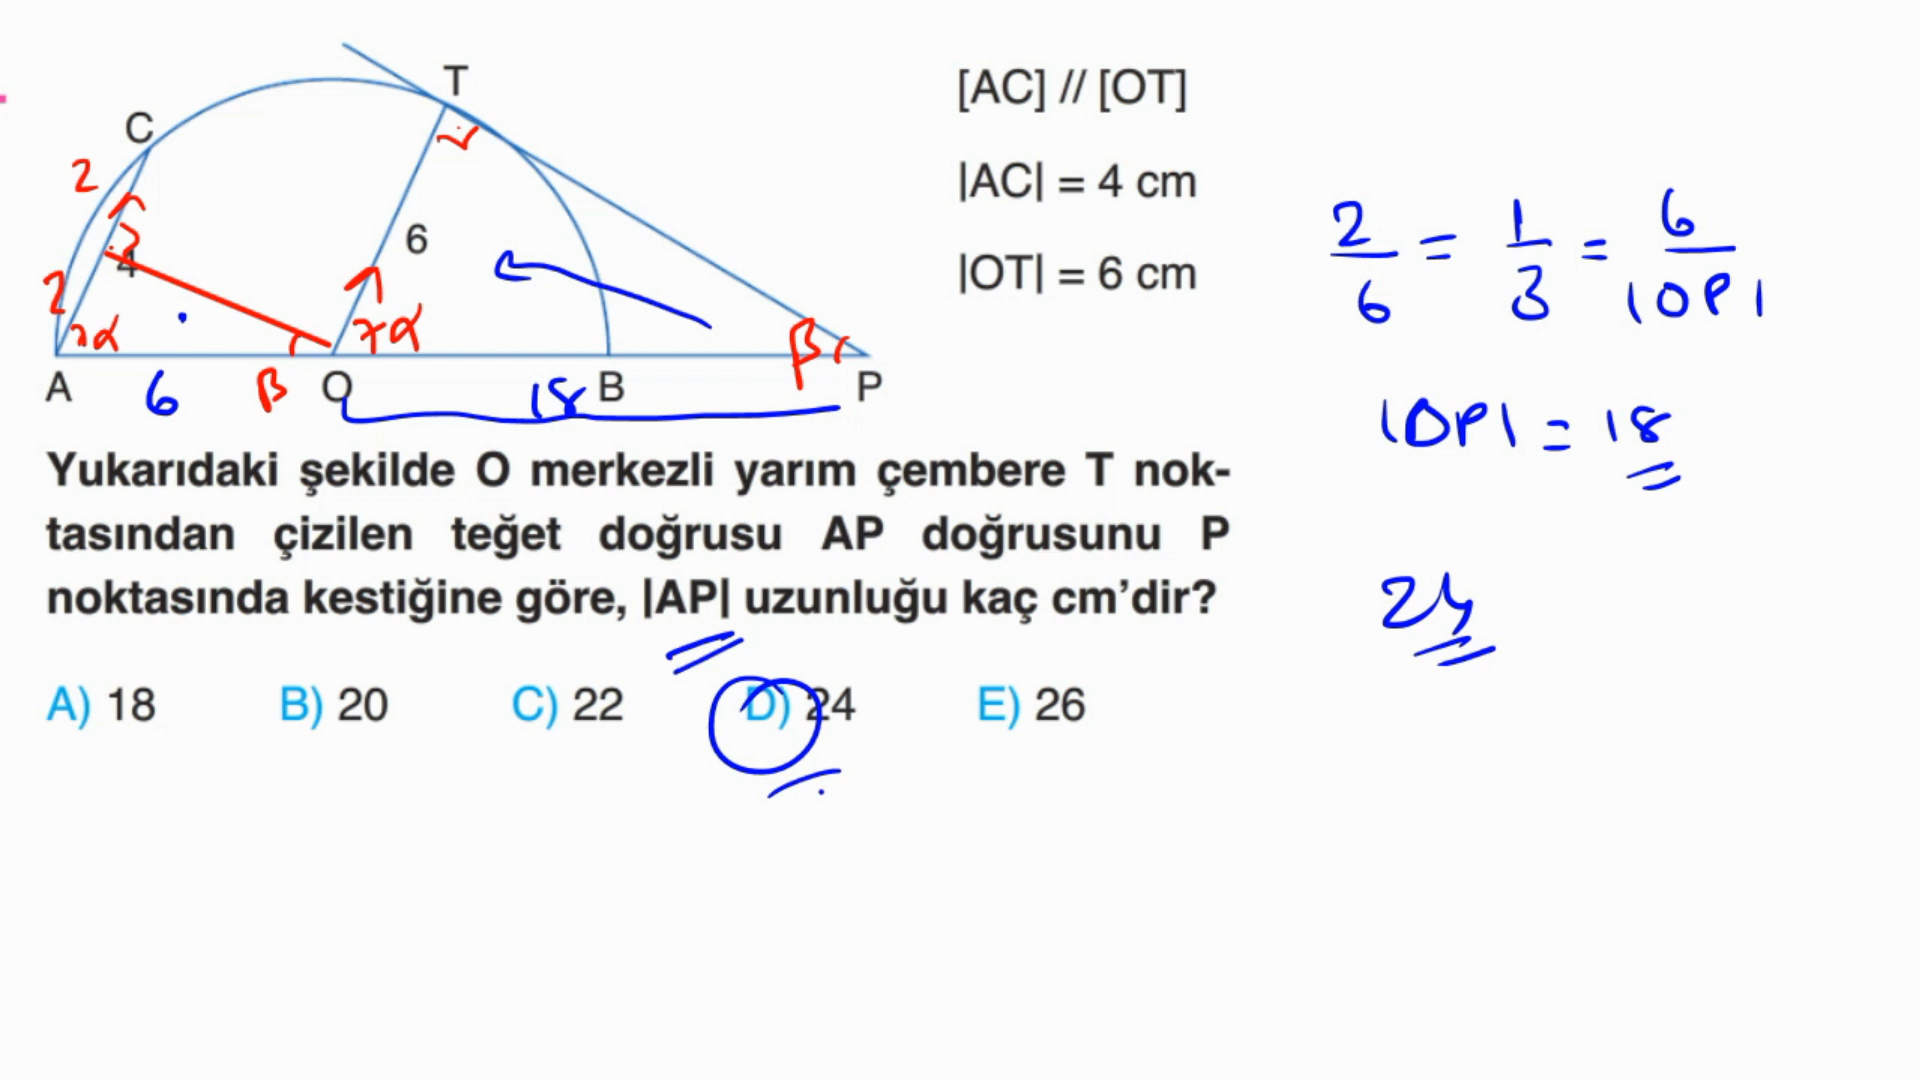 T
C
2
6
4
2
α
α
β
A
6
β
O
18
B
P
[AC] // [OT]
|AC| = 4 cm
|OT| = 6 cm
2/6 = 1/3 = 6/|OP|
|OP| = 18
24
Yukarıdaki şekilde O merkezli yarım çembere T nok-
tasından çizilen teğet doğrusu AP doğrusunu P
noktasında kestiğine göre, |AP| uzunluğu kaç cm’dir?
A) 18 B) 20 C) 22 D) 24 E) 26